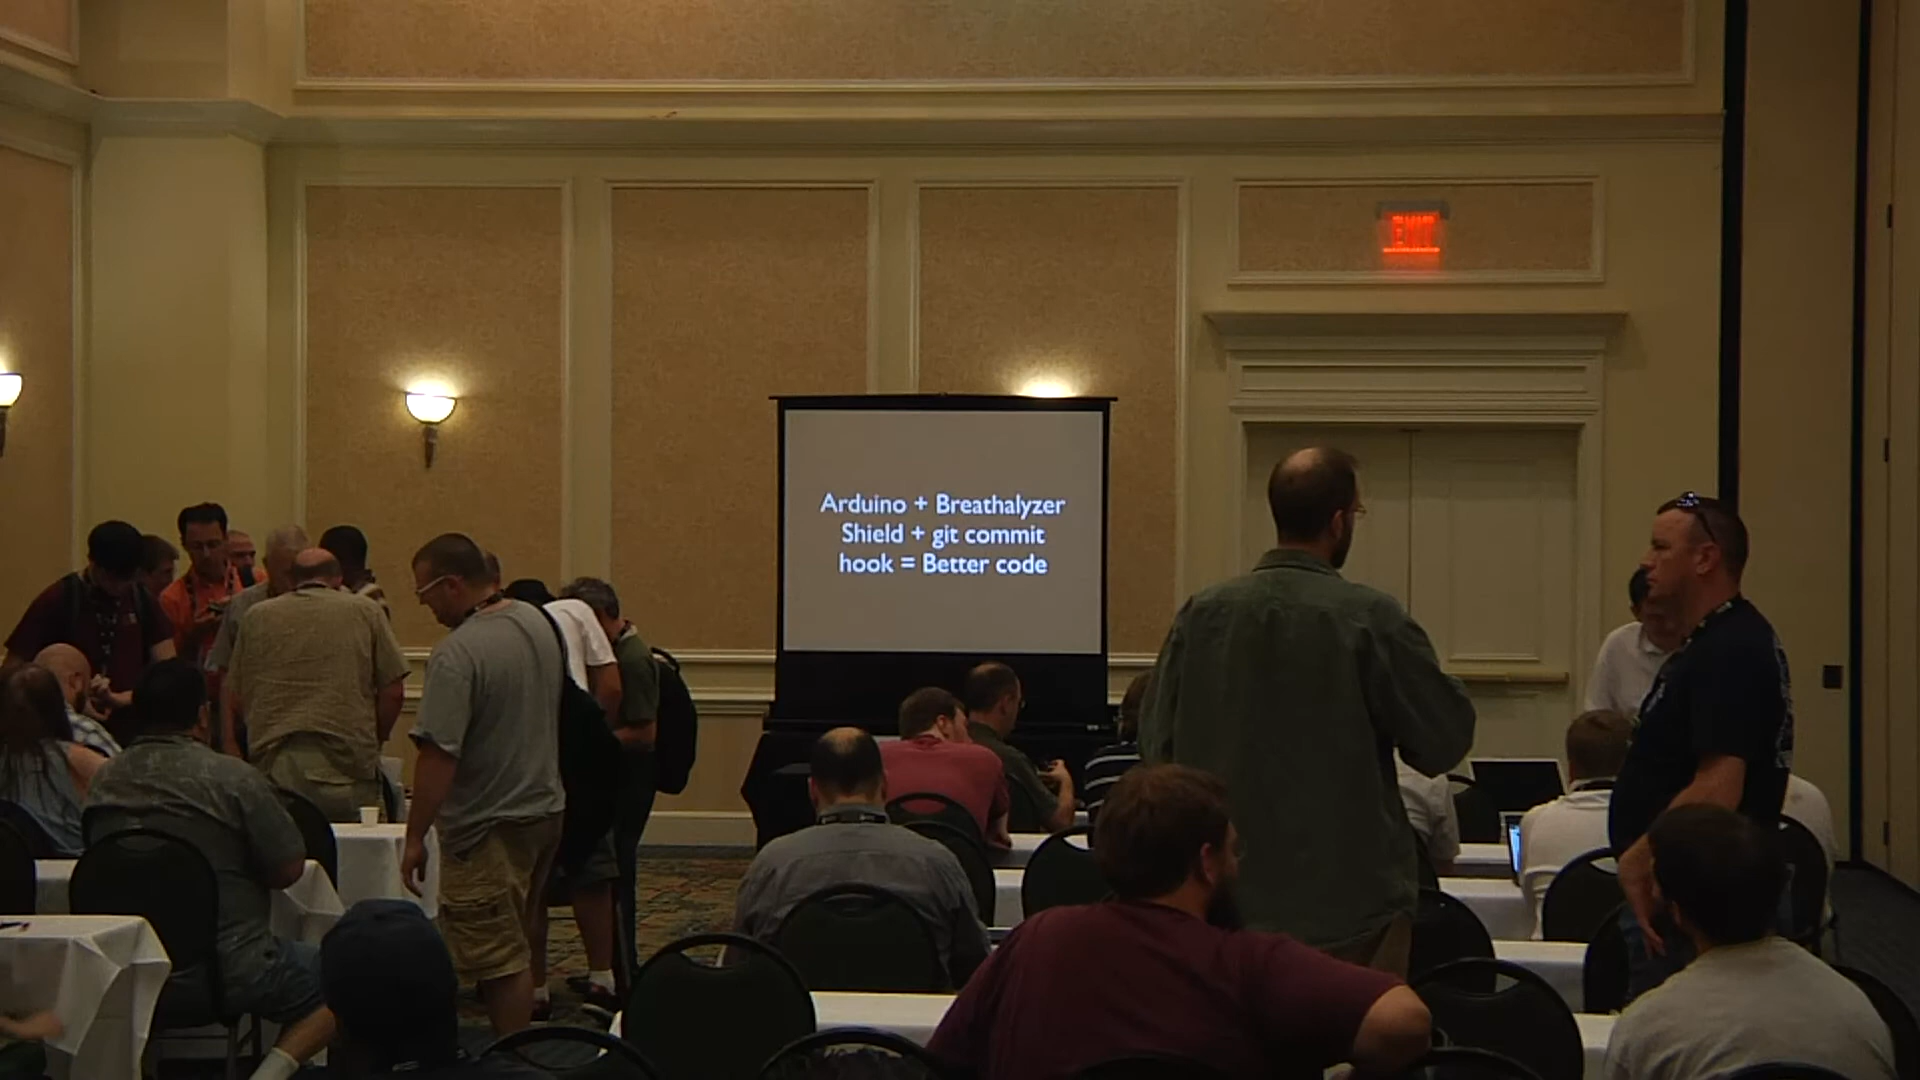 EXIT
Arduino + Breathalyzer
Shield + git commit
hook = Better code